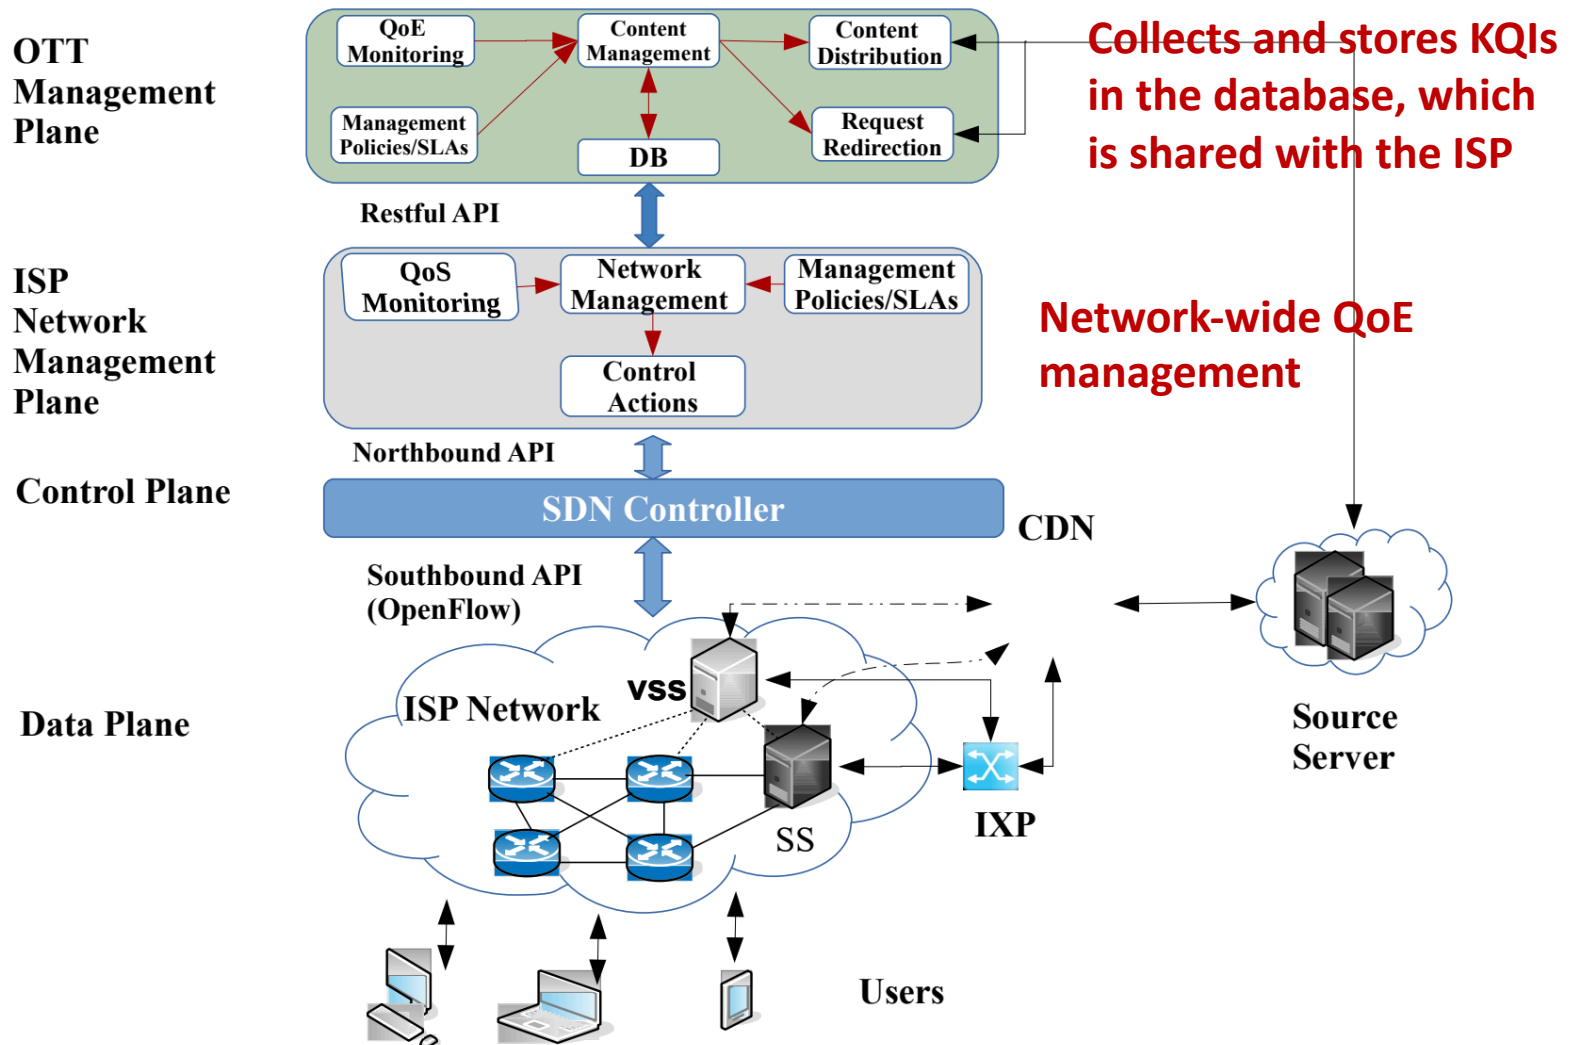 OTT
Management
Plane
QoE
Monitoring
Content
Management
Content
Distribution
Management
Policies/SLAs
DB
Request
Redirection
Collects and stores KQIs
in the database, which
is shared with the ISP
Restful API
ISP
Network
Management
Plane
QoS
Monitoring
Network
Management
Management
Policies/SLAs
Control
Actions
Network-wide QoE
management
Northbound API
Control Plane
SDN Controller
CDN
Southbound API
(OpenFlow)
Data Plane
ISP Network
VSS
SS
IXP
Source
Server
Users